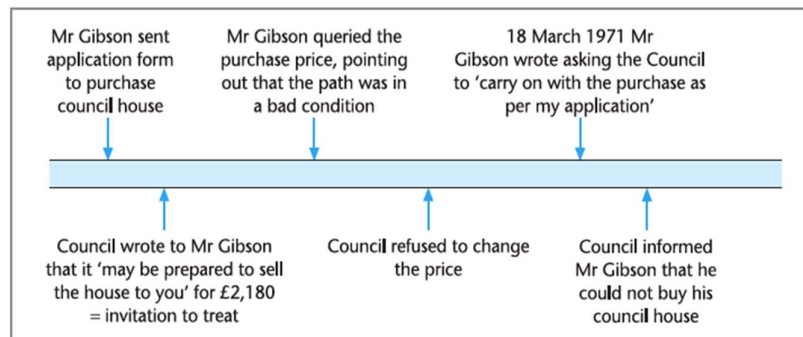 Mr Gibson sent
application form
to purchase
council house
Mr Gibson queried the
purchase price, pointing
out that the path was in
a bad condition
18 March 1971 Mr
Gibson wrote asking the Council
to ‘carry on with the purchase as
per my application’
Council wrote to Mr Gibson
that it ‘may be prepared to sell
the house to you’ for £2,180
= invitation to treat
Council refused to change
the price
Council informed
Mr Gibson that he
could not buy his
council house